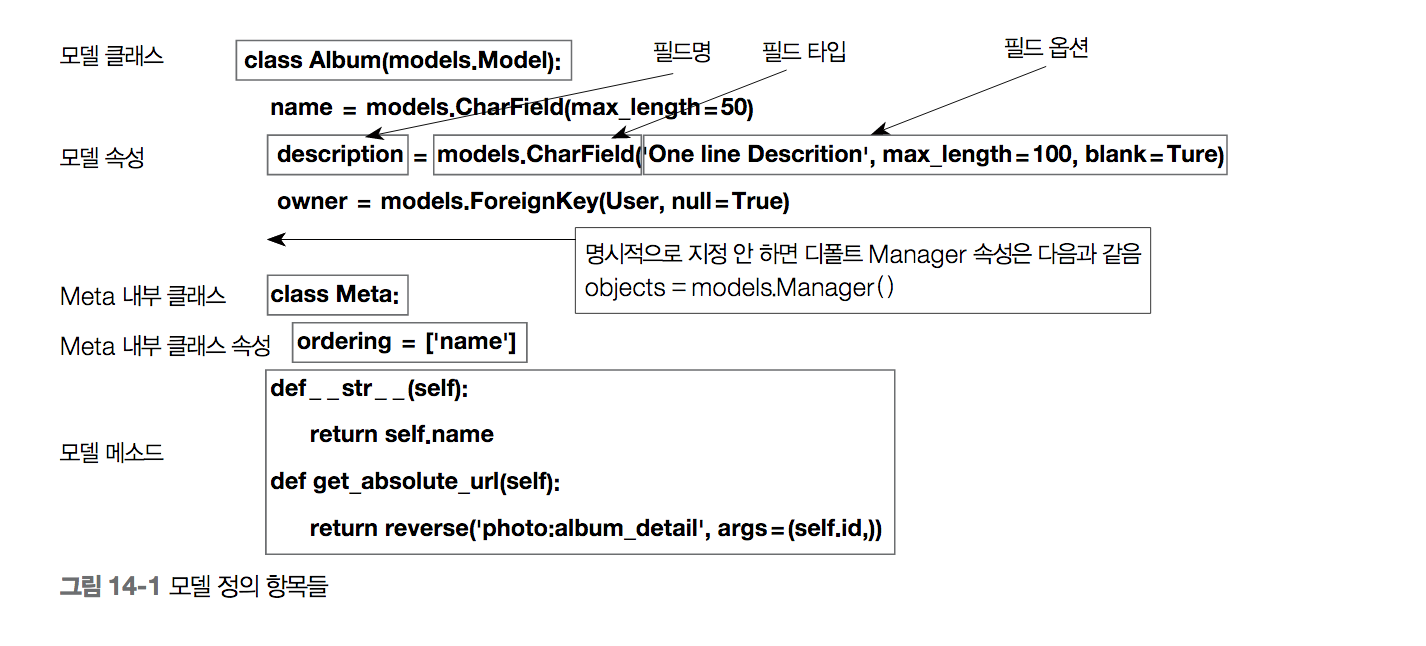 모델 클래스 class Album(models.Model): 필드명 필드 타입 필드 옵션
name = models.CharField(max_length=50)
모델 속성 description = models.CharField('One line Descrition', max_length=100, blank=Ture)
owner = models.ForeignKey(User, null=True)
명시적으로 지정 안 하면 디폴트 Manager 속성은 다음과 같음
objects = models.Manager()
Meta 내부 클래스 class Meta:
Meta 내부 클래스 속성 ordering = ['name']
def__str__(self):
return self.name
모델 메소드
def get_absolute_url(self):
return reverse('photo:album_detail', args=(self.id,))
그림 14-1 모델 정의 항목들